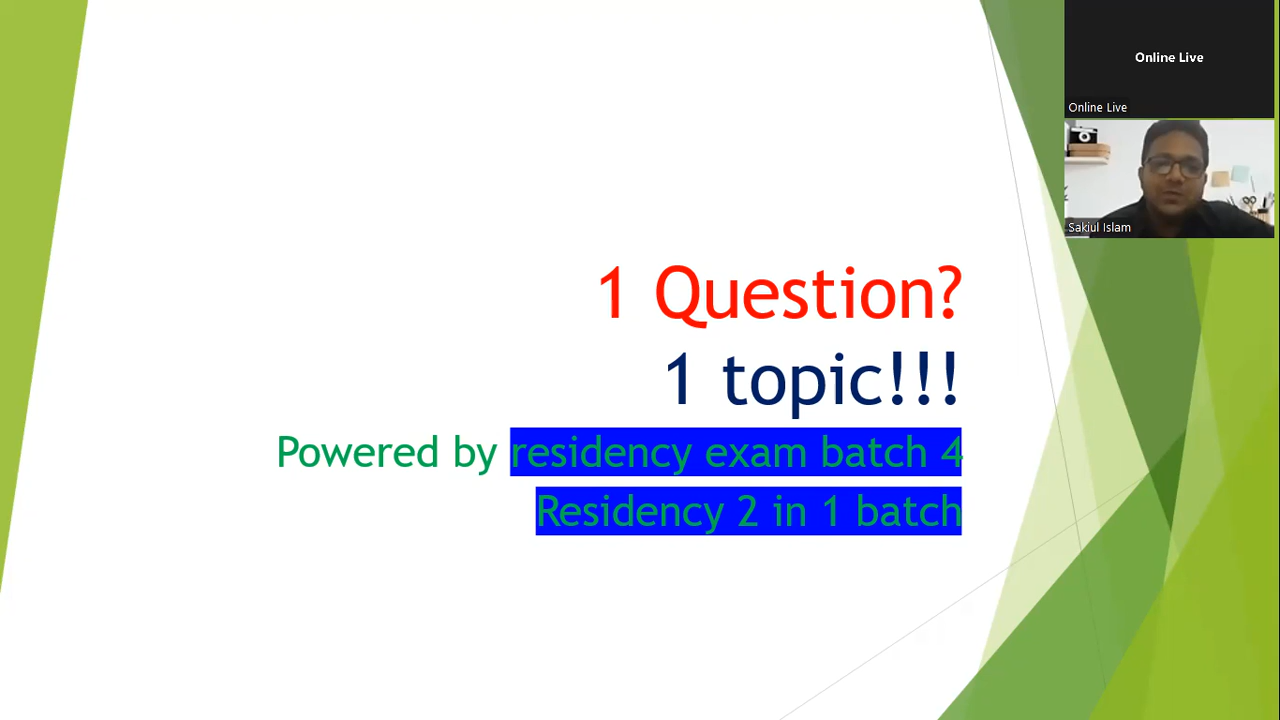 Online Live
Online Live
Sakiul Islam
1 Question?
1 topic!!!
Powered by residency exam batch 4
Residency 2 in 1 batch